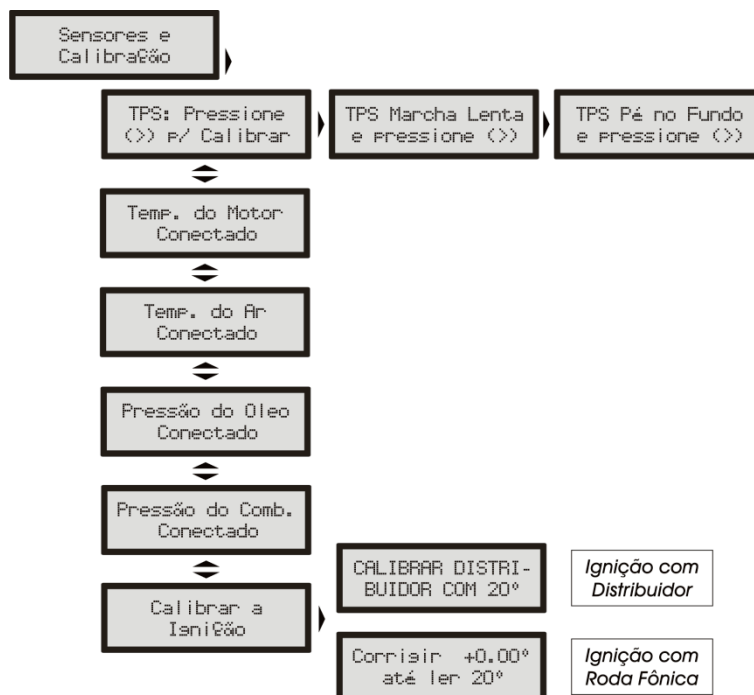 Sensores e
Calibração
TPS: Pressione
(>) p/ Calibrar
TPS Marcha Lenta
e pressione (>)
TPS Pé no Fundo
e pressione (>)
Temp. do Motor
Conectado
Temp. do Ar
Conectado
Pressão do Oleo
Conectado
Pressão do Comb.
Conectado
Calibrar a
Ignição
CALIBRAR DISTRI-
BUIDOR COM 20°
Ignição com
Distribuidor
Corrigir +0.00°
até ler 20°
Ignição com
Roda Fônica